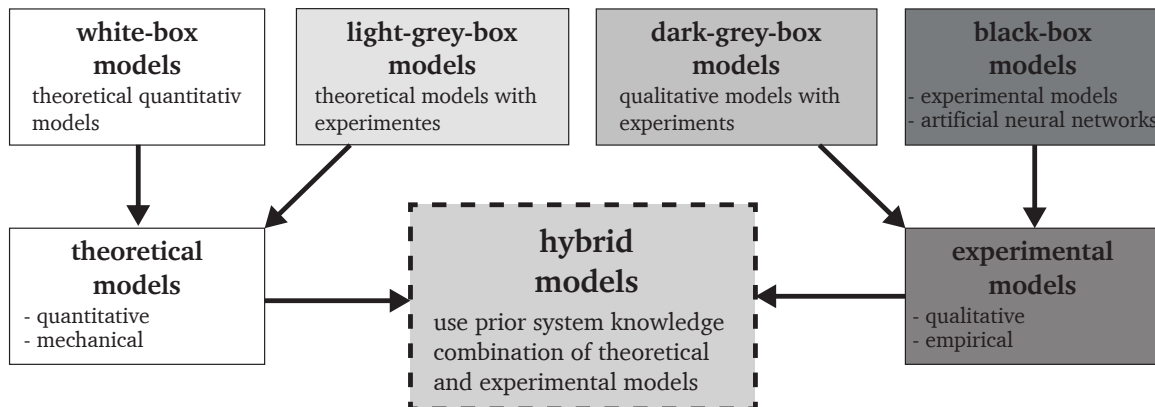 white-box
models
theoretical quantitativ
models
light-grey-box
models
theoretical models with
experimentes
dark-grey-box
models
qualitative models with
experiments
black-box
models
- experimental models
- artificial neural networks
theoretical
models
- quantitative
- mechanical
hybrid
models
use prior system knowledge
combination of theoretical
and experimental models
experimental
models
- qualitative
- empirical